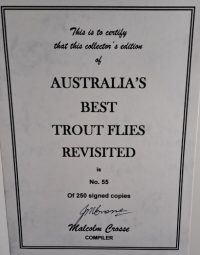 This is to certify
that this collector's edition
of
AUSTRALIA'S
BEST
TROUT FLIES
REVISITED
is
No. 55
Of 250 signed copies
Malcolm Crosse
COMPILER